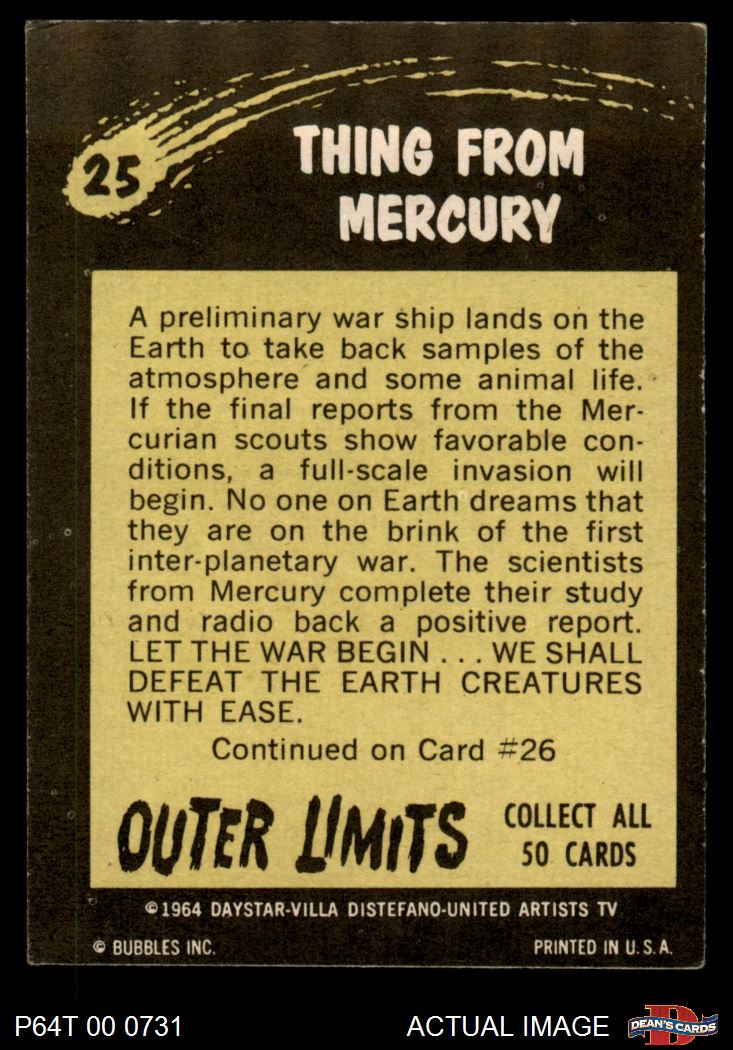 25
THING FROM
MERCURY
A preliminary war ship lands on the
Earth to take back samples of the
atmosphere and some animal life.
If the final reports from the Mer-
curian scouts show favorable con-
ditions, a full-scale invasion will
begin. No one on Earth dreams that
they are on the brink of the first
inter-planetary war. The scientists
from Mercury complete their study
and radio back a positive report.
LET THE WAR BEGIN . . . WE SHALL
DEFEAT THE EARTH CREATURES
WITH EASE.
Continued on Card #26
OUTER LIMITS
COLLECT ALL
50 CARDS
©1964 DAYSTAR-VILLA DISTEFANO-UNITED ARTISTS TV
© BUBBLES INC.
PRINTED IN U.S.A.
P64T 00 0731
ACTUAL IMAGE
D
DEAN'S CARDS